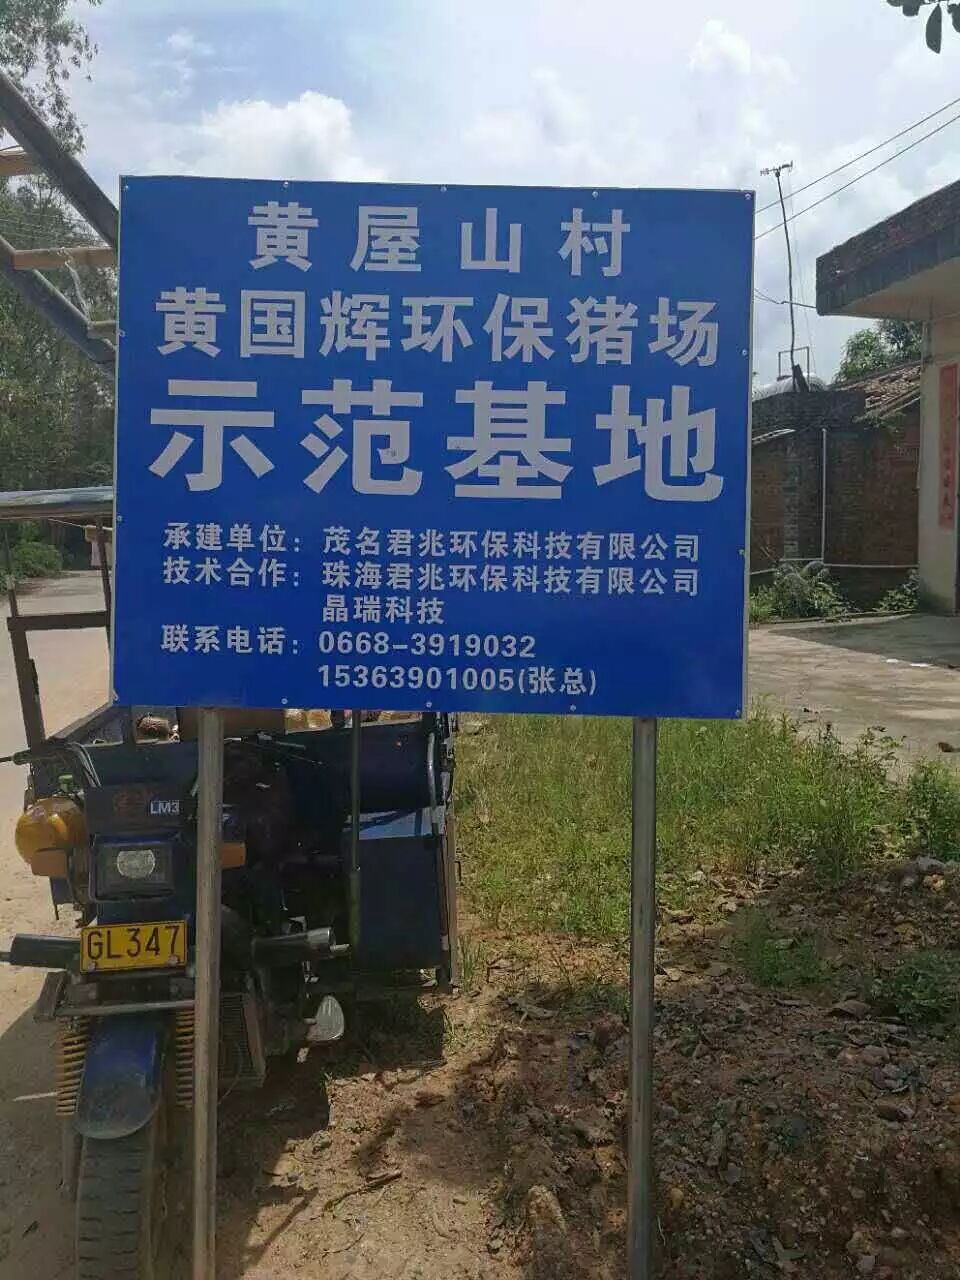 黄屋山村
黄国辉环保猪场
示范基地
承建单位：茂名君兆环保科技有限公司
技术合作：珠海君兆环保科技有限公司
晶瑞科技
联系电话：0668-3919032
15363901005(张总)
LM3
GL347